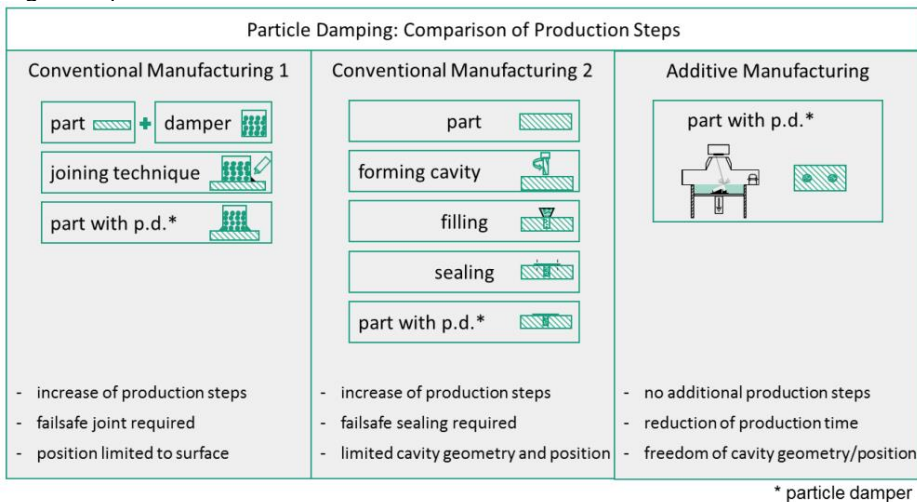 Particle Damping: Comparison of Production Steps
Conventional Manufacturing 1
part + damper
joining technique
part with p.d.*
- increase of production steps
- failsafe joint required
- position limited to surface
Conventional Manufacturing 2
part
forming cavity
filling
sealing
part with p.d.*
- increase of production steps
- failsafe sealing required
- limited cavity geometry and position
Additive Manufacturing
part with p.d.*
- no additional production steps
- reduction of production time
- freedom of cavity geometry/position
* particle damper